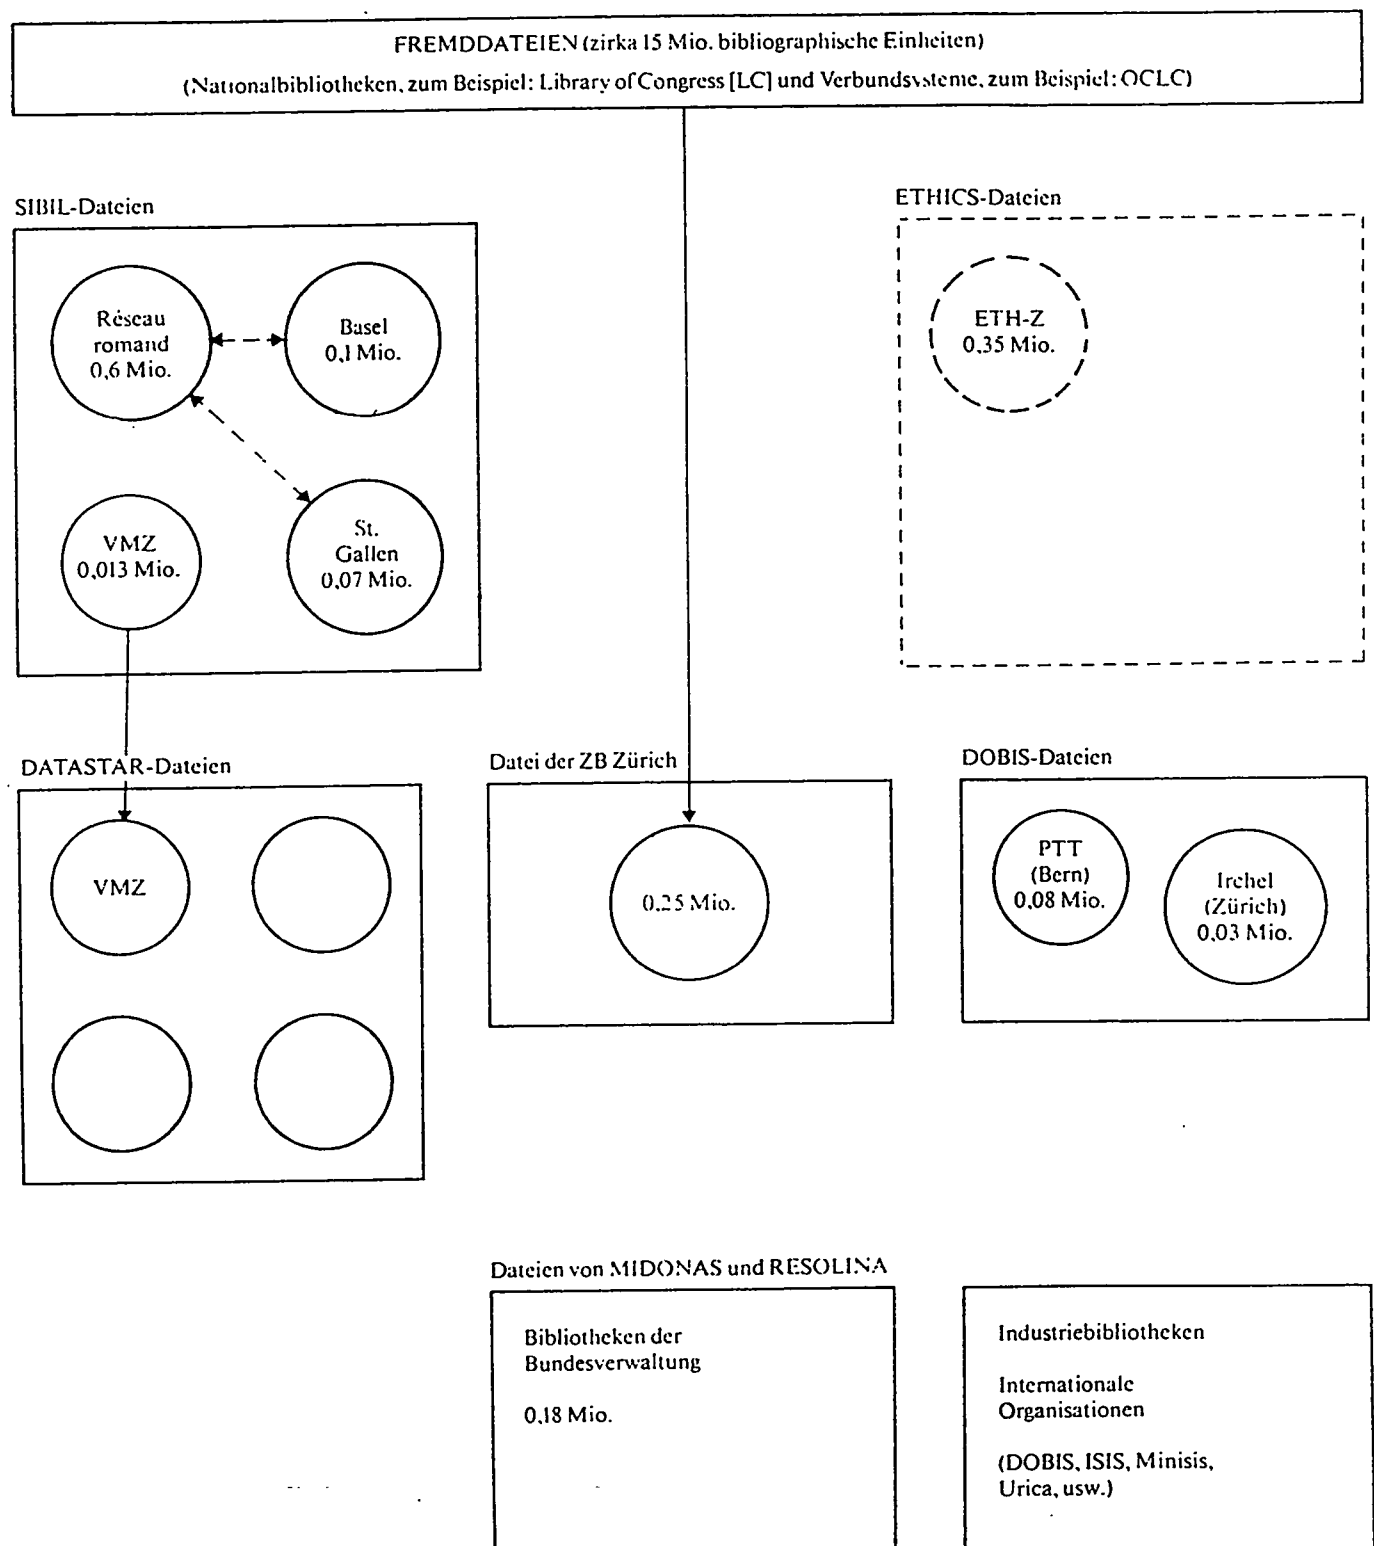 FREMDDATEIEN (zirka 15 Mio. bibliographische Einheiten)
(Nationalbibliotheken, zum Beispiel: Library of Congress [LC] und Verbundsysteme, zum Beispiel: OCLC)
SIBIL-Dateien
ETHICS-Dateien
Réseau
romand
0,6 Mio.
Basel
0,1 Mio.
ETH-Z
0,35 Mio.
VMZ
0,013 Mio.
St.
Gallen
0,07 Mio.
DATASTAR-Dateien
Datei der ZB Zürich
DOBIS-Dateien
VMZ
0,25 Mio.
PTT
(Bern)
0,08 Mio.
Irchel
(Zürich)
0,03 Mio.
Dateien von MIDONAS und RESOLINA
Bibliotheken der
Bundesverwaltung
0,18 Mio.
Industriebibliotheken
Internationale
Organisationen
(DOBIS, ISIS, Minisis,
Urica, usw.)